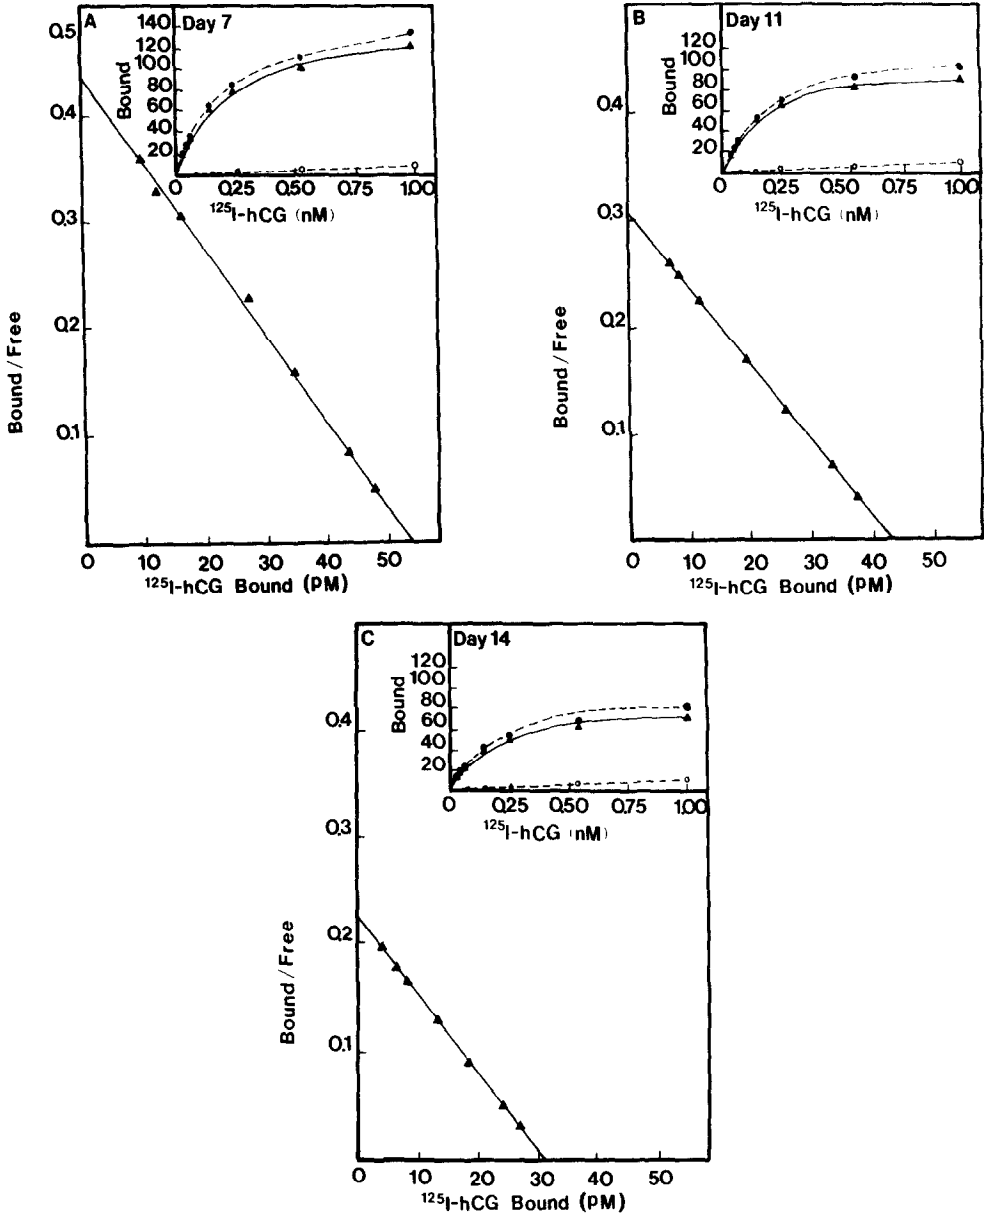 A
Day 7
140
120
100
80
60
40
20
Bound
0 0.25 0.50 0.75 1.00
125I-hCG (nM)
0.5
0.4
0.3
0.2
0.1
Bound / Free
0 10 20 30 40 50
125I-hCG Bound (pM)
B
Day 11
120
100
80
60
40
20
Bound
0 0.25 0.50 0.75 1.00
125I-hCG (nM)
0.4
0.3
0.2
0.1
Bound / Free
0 10 20 30 40 50
125I-hCG Bound (pM)
C
Day 14
120
100
80
60
40
20
Bound
0 0.25 0.50 0.75 1.00
125I-hCG (nM)
0.4
0.3
0.2
0.1
Bound / Free
0 10 20 30 40 50
125I-hCG Bound (pM)